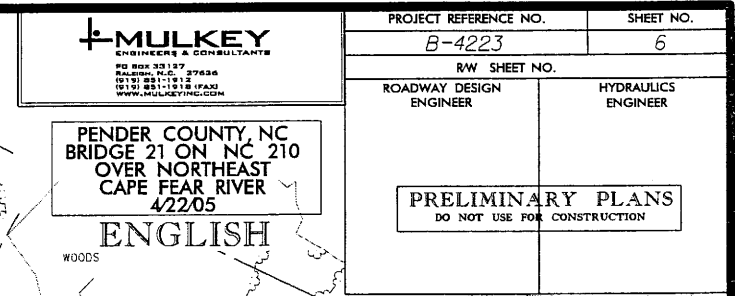 MULKEY
ENGINEERS & CONSULTANTS
PO BOX 33127
RALEIGH, N.C. 27636
(919) 851-1912
(919) 851-1918 (FAX)
WWW.MULKEYINC.COM
PROJECT REFERENCE NO.
SHEET NO.
B-4223
6
R/W SHEET NO.
ROADWAY DESIGN
ENGINEER
HYDRAULICS
ENGINEER
PENDER COUNTY, NC
BRIDGE 21 ON NC 210
OVER NORTHEAST
CAPE FEAR RIVER
4/22/05
ENGLISH
WOODS
PRELIMINARY PLANS
DO NOT USE FOR CONSTRUCTION